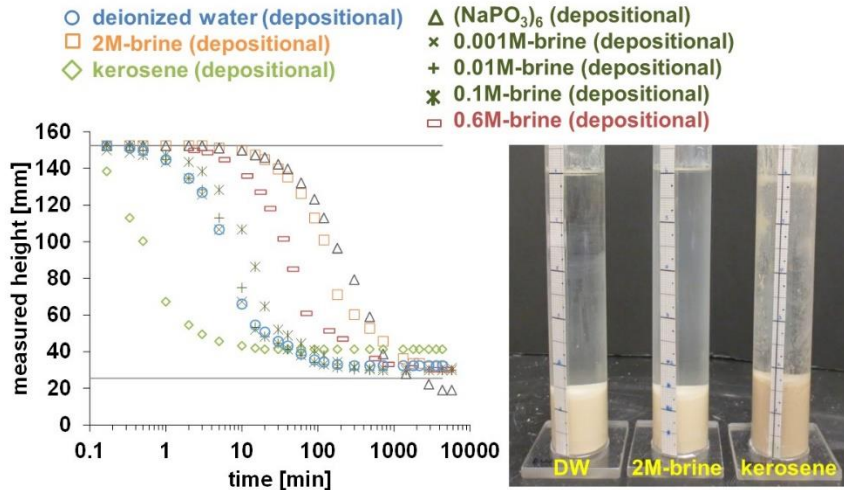 deionized water (depositional)
2M-brine (depositional)
kerosene (depositional)
(NaPO3)6 (depositional)
0.001M-brine (depositional)
0.01M-brine (depositional)
0.1M-brine (depositional)
0.6M-brine (depositional)
measured height [mm]
160
140
120
100
80
60
40
20
0
0.1 1 10 100 1000 10000
time [min]
DW 2M-brine kerosene